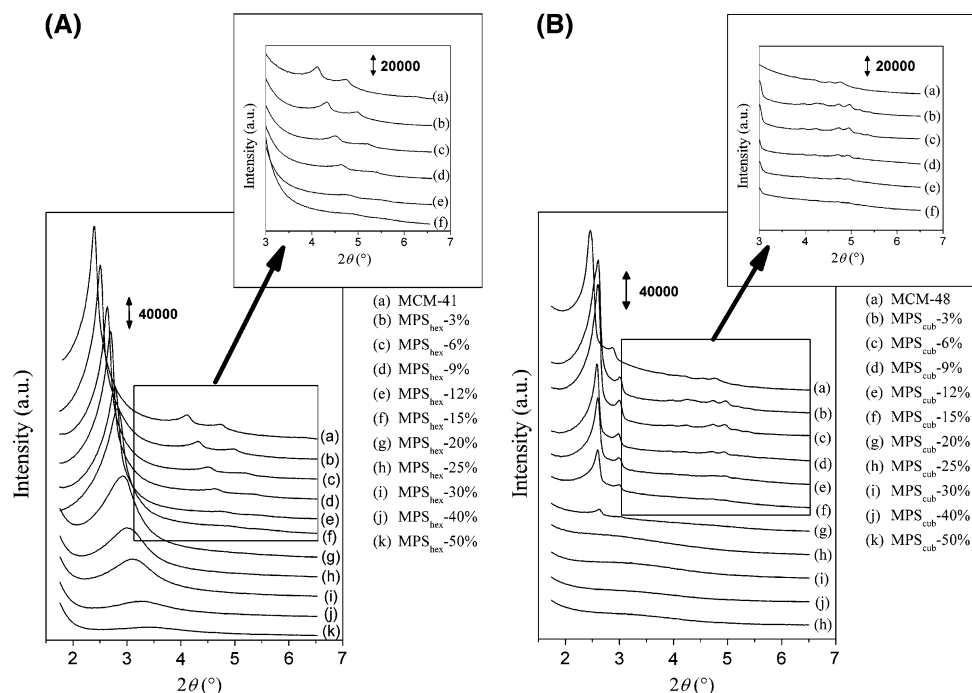 (A)
20000
(a)
(b)
(c)
(d)
(e)
(f)
Intensity (a.u.)
3 4 5 6 7
2θ (°)
40000
(a)
(b)
(c)
(d)
(e)
(f)
(g)
(h)
(i)
(j)
(k)
Intensity (a.u.)
2 3 4 5 6 7
2θ (°)
(a) MCM-41
(b) MPShex-3%
(c) MPShex-6%
(d) MPShex-9%
(e) MPShex-12%
(f) MPShex-15%
(g) MPShex-20%
(h) MPShex-25%
(i) MPShex-30%
(j) MPShex-40%
(k) MPShex-50%
(B)
20000
(a)
(b)
(c)
(d)
(e)
(f)
Intensity (a.u.)
3 4 5 6 7
2θ (°)
40000
(a)
(b)
(c)
(d)
(e)
(f)
(g)
(h)
(i)
(j)
(h)
Intensity (a.u.)
2 3 4 5 6 7
2θ (°)
(a) MCM-48
(b) MPScub-3%
(c) MPScub-6%
(d) MPScub-9%
(e) MPScub-12%
(f) MPScub-15%
(g) MPScub-20%
(h) MPScub-25%
(i) MPScub-30%
(j) MPScub-40%
(k) MPScub-50%